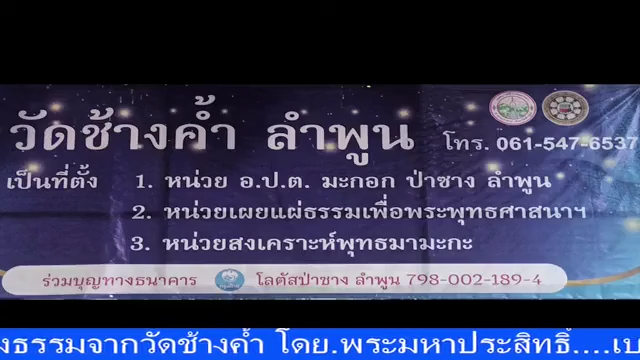 วัดช้างค้ำ ลำพูน โทร. 061-547-6537
เป็นที่ตั้ง 1. หน่วย อ.ป.ต. มะกอก ป่าซาง ลำพูน
2. หน่วยเผยแผ่ธรรมเพื่อพระพุทธศาสนาฯ
3. หน่วยสงเคราะห์พุทธมามะกะ
ร่วมบุญทางธนาคาร กรุงไทย โลตัสป่าซาง ลำพูน 798-002-189-4
งธรรมจากวัดช้างค้ำ โดย.พระมหาประสิทธิ์....เป